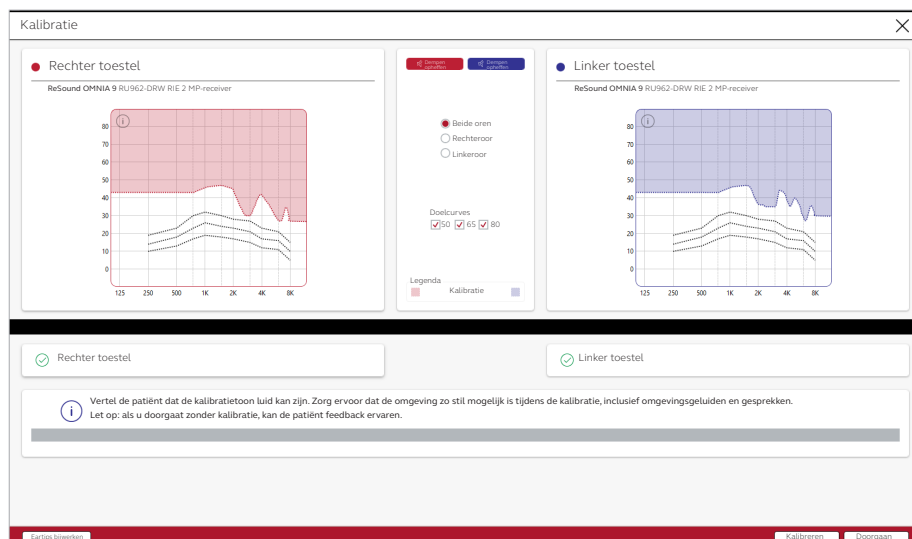 Kalibratie
Rechter toestel
ReSound OMNIA 9 RU962-DRW RIE 2 MP-receiver
80
70
60
50
40
30
20
10
0
125 250 500 1K 2K 4K 8K
Dempen opheffen
Dempen opheffen
Beide oren
Rechteroor
Linkeroor
Doelcurves
50 65 80
Legenda
Kalibratie
Linker toestel
ReSound OMNIA 9 RU962-DRW RIE 2 MP-receiver
80
70
60
50
40
30
20
10
0
125 250 500 1K 2K 4K 8K
Rechter toestel
Linker toestel
Vertel de patiënt dat de kalibratietoon luid kan zijn. Zorg ervoor dat de omgeving zo stil mogelijk is tijdens de kalibratie, inclusief omgevingsgeluiden en gesprekken.
Let op: als u doorgaat zonder kalibratie, kan de patiënt feedback ervaren.
Eartips bijwerken
Kalibreren
Doorgaan